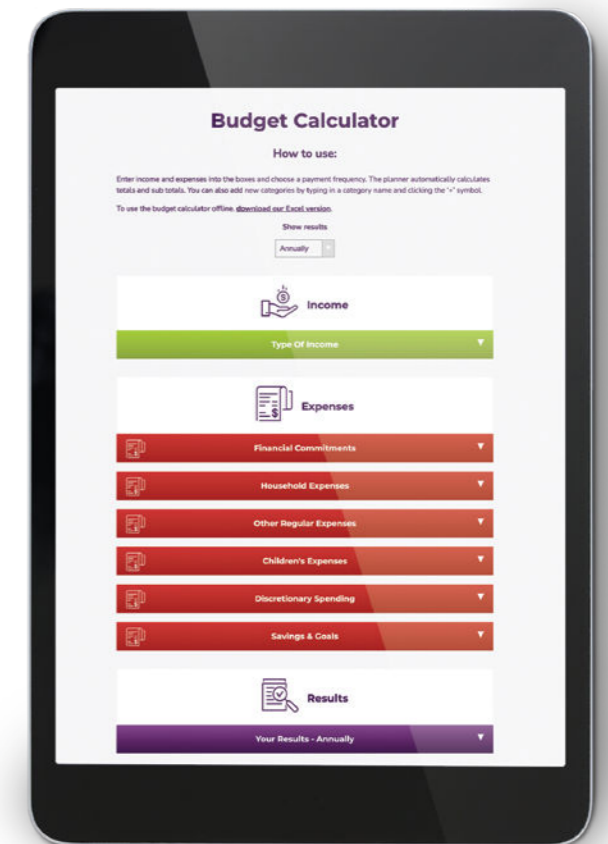 Budget Calculator
How to use:
Enter income and expenses into the boxes and choose a payment frequency. The planner automatically calculates
totals and sub totals. You can also add new categories by typing in a category name and clicking the "+" symbol.
To use the budget calculator offline, download our Excel version.
Show results
Annually
Income
Type Of Income
Expenses
Financial Commitments
Household Expenses
Other Regular Expenses
Children's Expenses
Discretionary Spending
Savings & Goals
Results
Your Results - Annually